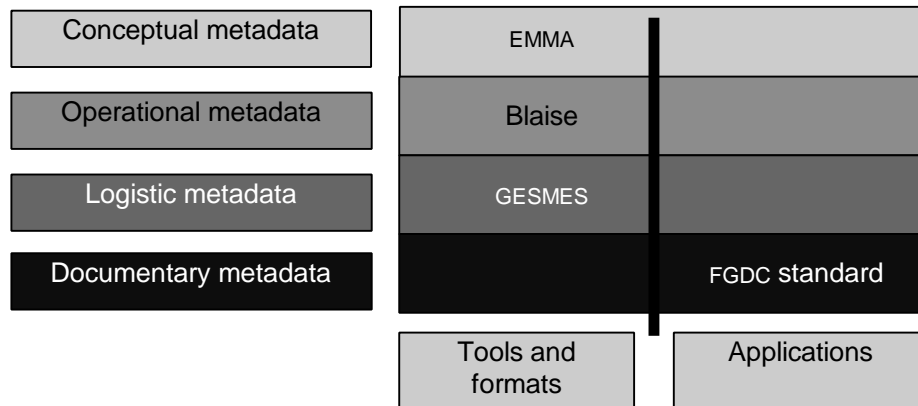 Conceptual metadata
EMMA
Operational metadata
Blaise
Logistic metadata
GESMES
Documentary metadata
FGDC standard
Tools and
formats
Applications